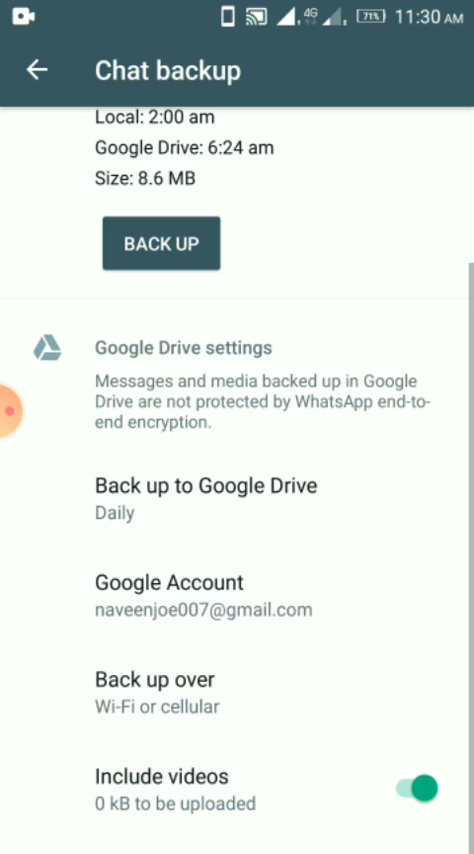 4G 71% 11:30 AM
Chat backup
Local: 2:00 am
Google Drive: 6:24 am
Size: 8.6 MB
BACK UP
Google Drive settings
Messages and media backed up in Google
Drive are not protected by WhatsApp end-to-
end encryption.
Back up to Google Drive
Daily
Google Account
naveenjoe007@gmail.com
Back up over
Wi-Fi or cellular
Include videos
0 kB to be uploaded